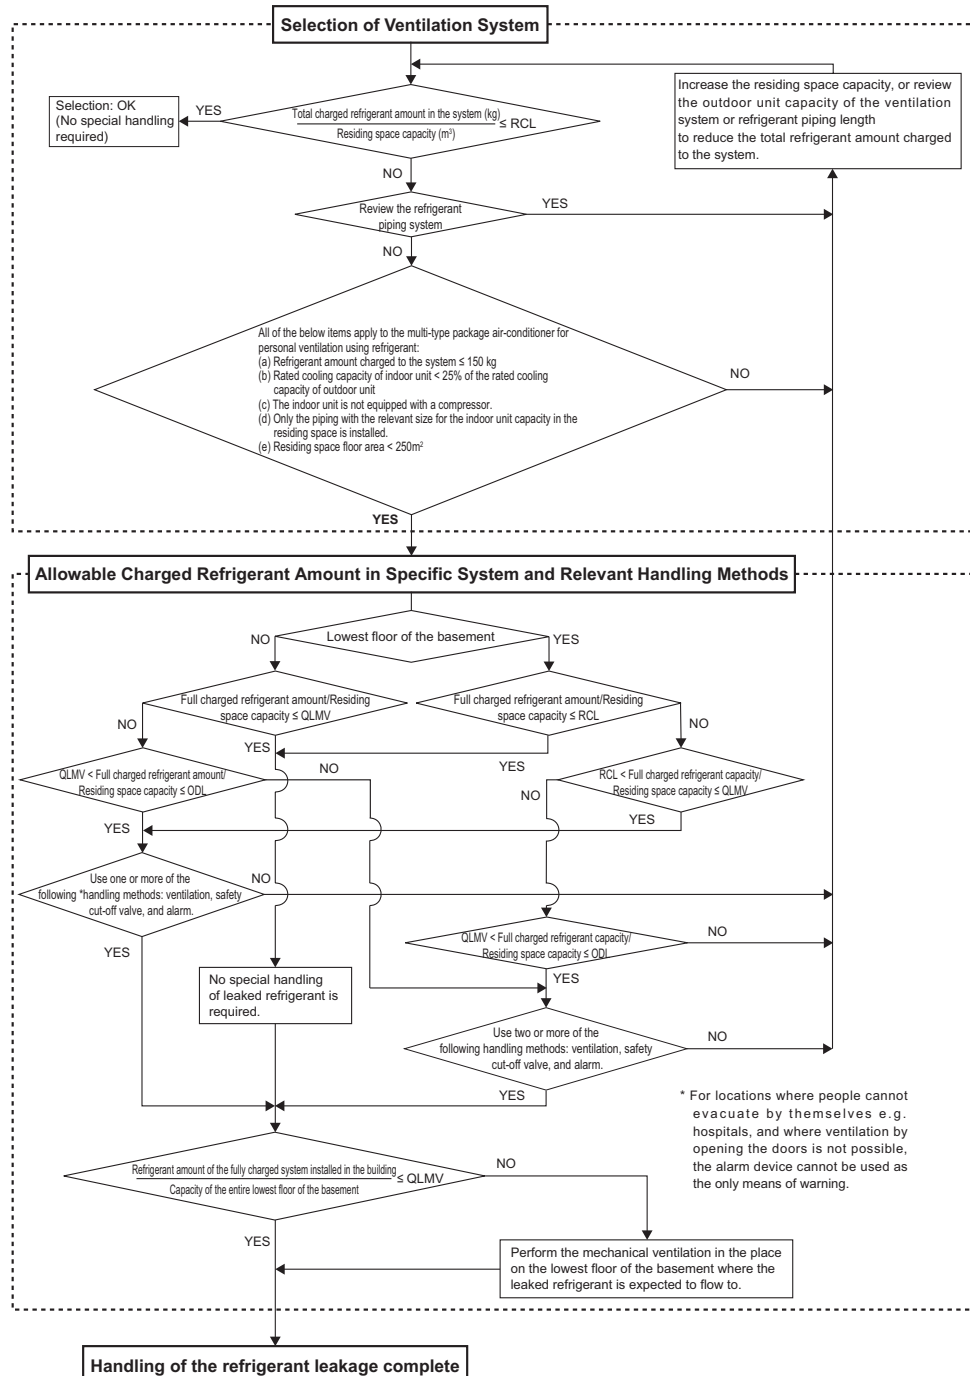 Selection of Ventilation System
Increase the residing space capacity, or review
the outdoor unit capacity of the ventilation
system or refrigerant piping length
to reduce the total refrigerant amount charged
to the system.
Selection: OK
(No special handling
required)
YES
Total charged refrigerant amount in the system (kg)
Residing space capacity (m³)
≤ RCL
NO
Review the refrigerant
piping system
YES
NO
All of the below items apply to the multi-type package air-conditioner for
personal ventilation using refrigerant:
(a) Refrigerant amount charged to the system ≤ 150 kg
(b) Rated cooling capacity of indoor unit < 25% of the rated cooling
capacity of outdoor unit
(c) The indoor unit is not equipped with a compressor.
(d) Only the piping with the relevant size for the indoor unit capacity in the
residing space is installed.
(e) Residing space floor area < 250m²
NO
YES
Allowable Charged Refrigerant Amount in Specific System and Relevant Handling Methods
NO
Lowest floor of the basement
YES
Full charged refrigerant amount/Residing
space capacity ≤ QLMV
Full charged refrigerant amount/Residing
space capacity ≤ RCL
NO
NO
YES
YES
QLMV < Full charged refrigerant amount/
Residing space capacity ≤ ODL
NO
RCL < Full charged refrigerant capacity/
Residing space capacity ≤ QLMV
NO
YES
YES
Use one or more of the
following *handling methods: ventilation, safety
cut-off valve, and alarm.
NO
YES
QLMV < Full charged refrigerant capacity/
Residing space capacity ≤ ODL
NO
YES
No special handling
of leaked refrigerant is
required.
Use two or more of the
following handling methods: ventilation, safety
cut-off valve, and alarm.
NO
YES
* For locations where people cannot
evacuate by themselves e.g.
hospitals, and where ventilation by
opening the doors is not possible,
the alarm device cannot be used as
the only means of warning.
Refrigerant amount of the fully charged system installed in the building
Capacity of the entire lowest floor of the basement
≤ QLMV
NO
YES
Perform the mechanical ventilation in the place
on the lowest floor of the basement where the
leaked refrigerant is expected to flow to.
Handling of the refrigerant leakage complete